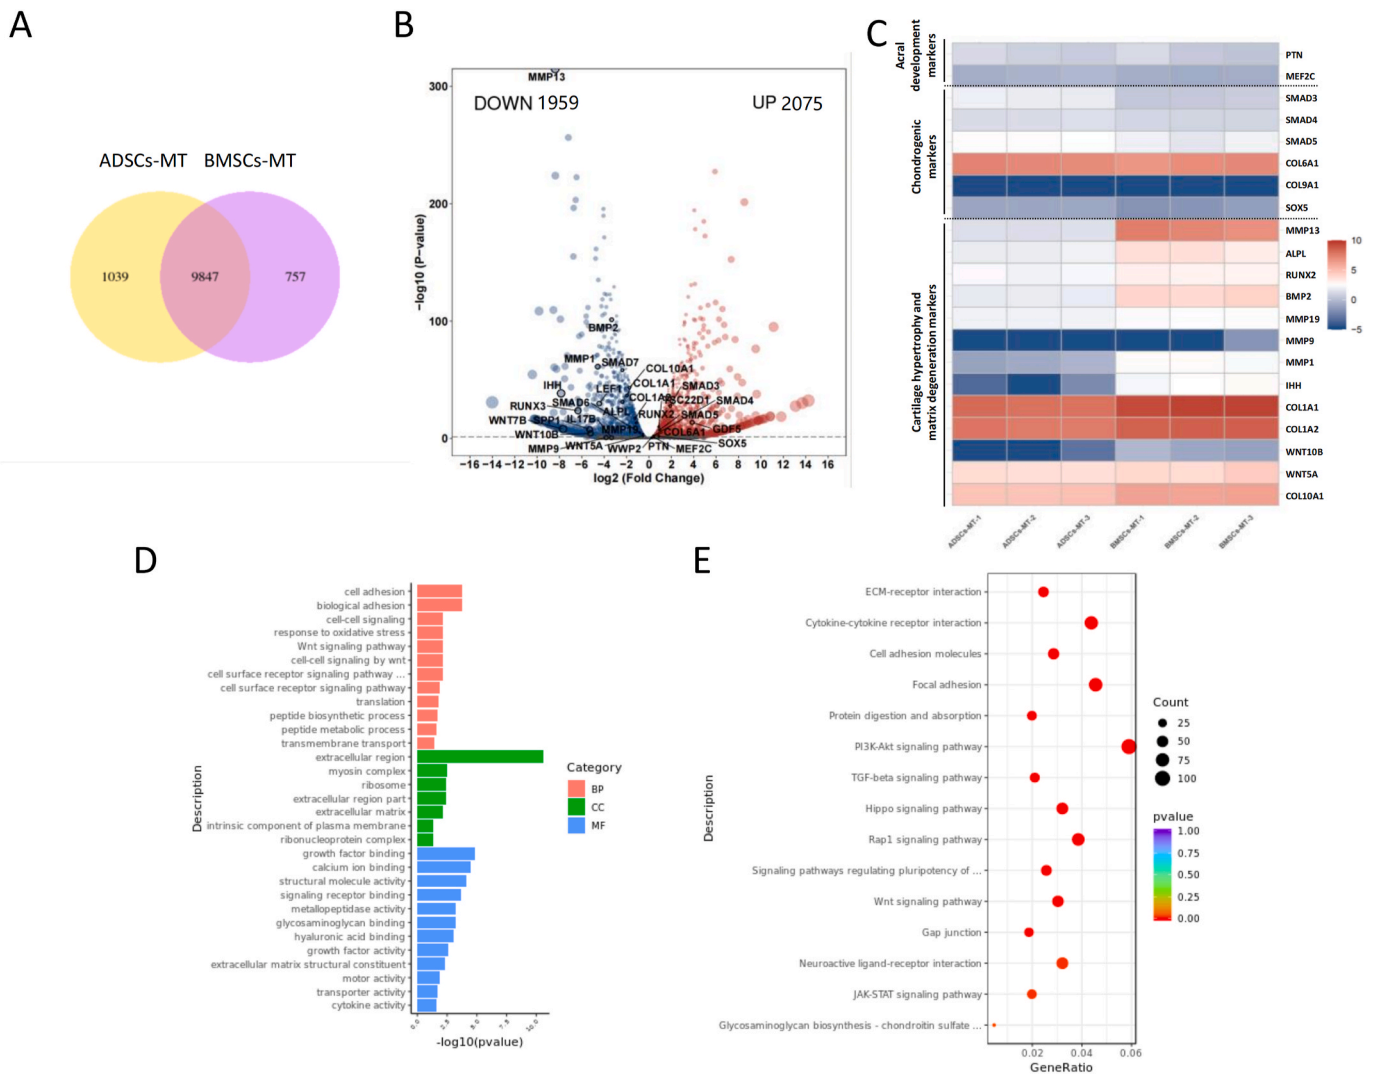 A
ADSCs-MT BMSCs-MT
1039
9847
757
B
DOWN 1959
UP 2075
−log10 (P-value)
300
200
100
0
MMP13
BMP2
MMP1
SMAD7
COL10A1
IHH
LEF1
COL1A1
SMAD3
COL1A2
TSC22D1
SMAD4
RUNX3
SMAD6
ALPL
RUNX2
SMAD5
WNT7B
SPP1
IL17B
MMP19
COL6A1
GDF5
WNT10B
SOX5
MMP9
WNT5A
WWP2
PTN
MEF2C
−16 −14 −12 −10 −8 −6 −4 −2 0 2 4 6 8 10 12 14 16
log2 (Fold Change)
C
Acral
development
markers
Chondrogenic
markers
Cartilage hypertrophy and
matrix degeneration markers
PTN
MEF2C
SMAD3
SMAD4
SMAD5
COL6A1
COL9A1
SOX5
MMP13
ALPL
RUNX2
BMP2
MMP19
MMP9
MMP1
IHH
COL1A1
COL1A2
WNT10B
WNT5A
COL10A1
10
5
0
−5
ADSCs-MT-1
ADSCs-MT-2
ADSCs-MT-3
BMSCs-MT-1
BMSCs-MT-2
BMSCs-MT-3
D
Description
cell adhesion
biological adhesion
cell-cell signaling
response to oxidative stress
Wnt signaling pathway
cell-cell signaling by wnt
cell surface receptor signaling pathway ...
cell surface receptor signaling pathway
translation
peptide biosynthetic process
peptide metabolic process
transmembrane transport
extracellular region
myosin complex
ribosome
extracellular region part
extracellular matrix
intrinsic component of plasma membrane
ribonucleoprotein complex
growth factor binding
calcium ion binding
structural molecule activity
signaling receptor binding
metallopeptidase activity
glycosaminoglycan binding
hyaluronic acid binding
growth factor activity
extracellular matrix structural constituent
motor activity
transporter activity
cytokine activity
0.0 2.5 5.0 7.5 10.0
-log10(pvalue)
Category
BP
CC
MF
E
Description
ECM-receptor interaction
Cytokine-cytokine receptor interaction
Cell adhesion molecules
Focal adhesion
Protein digestion and absorption
PI3K-Akt signaling pathway
TGF-beta signaling pathway
Hippo signaling pathway
Rap1 signaling pathway
Signaling pathways regulating pluripotency of ...
Wnt signaling pathway
Gap junction
Neuroactive ligand-receptor interaction
JAK-STAT signaling pathway
Glycosaminoglycan biosynthesis - chondroitin sulfate ...
0.02 0.04 0.06
GeneRatio
Count
25
50
75
100
pvalue
1.00
0.75
0.50
0.25
0.00